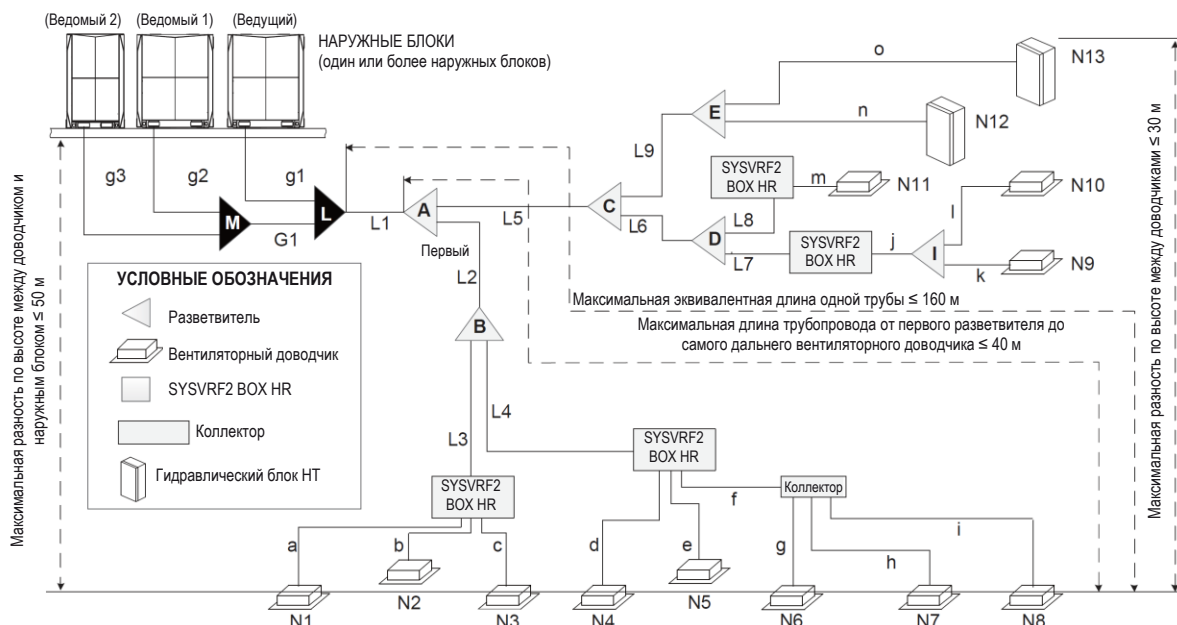 (Ведомый 2)
(Ведомый 1)
(Ведущий)
НАРУЖНЫЕ БЛОКИ
(один или более наружных блоков)
g3
g2
g1
M
L
G1
L1
A
Первый
L5
L2
B
C
L9
L6
E
o
N13
n
N12
SYSVRF2
BOX HR
m
N11
L8
D
L7
SYSVRF2
BOX HR
j
I
l
N10
k
N9
Максимальная эквивалентная длина одной трубы ≤ 160 м
Максимальная длина трубопровода от первого разветвителя до
самого дальнего вентиляторного доводчика ≤ 40 м
Максимальная разность по высоте между доводчиком и
наружным блоком ≤ 50 м
Максимальная разность по высоте между доводчиками ≤ 30 м
УСЛОВНЫЕ ОБОЗНАЧЕНИЯ
Разветвитель
Вентиляторный доводчик
SYSVRF2 BOX HR
Коллектор
Гидравлический блок HT
L3
L4
SYSVRF2
BOX HR
SYSVRF2
BOX HR
f
Коллектор
a
b
c
d
e
g
h
i
N1
N2
N3
N4
N5
N6
N7
N8